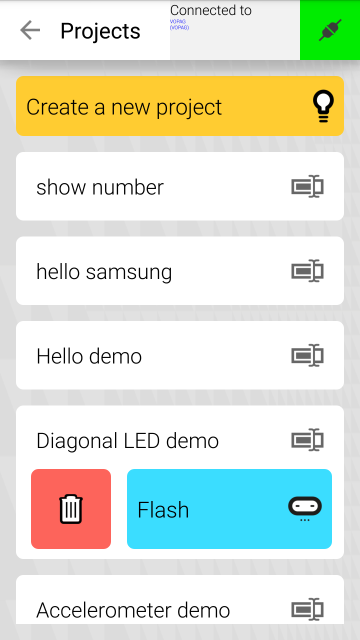 Projects
Connected to
VOPAG
(VOPAG)
Create a new project
show number
hello samsung
Hello demo
Diagonal LED demo
Flash
Accelerometer demo